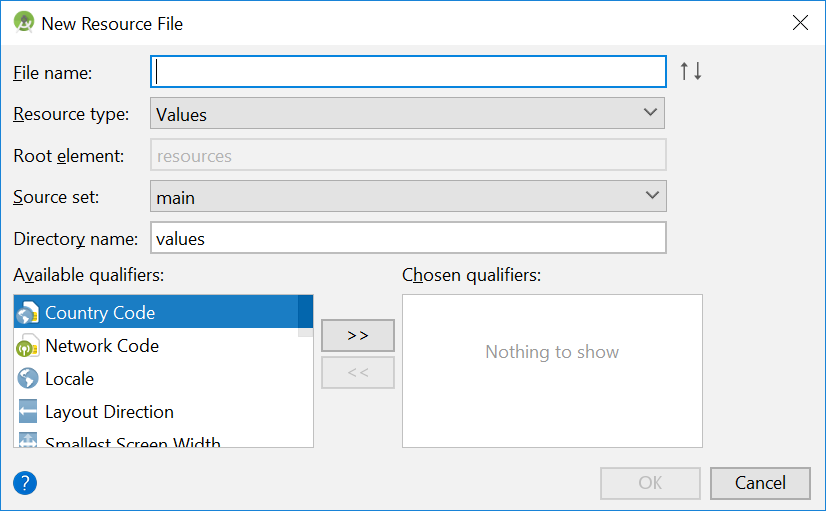 New Resource File
File name:
Resource type: Values
Root element: resources
Source set: main
Directory name: values
Available qualifiers:
Chosen qualifiers:
Country Code
Network Code
Locale
Layout Direction
Smallest Screen Width
>>
<<
Nothing to show
?
OK
Cancel